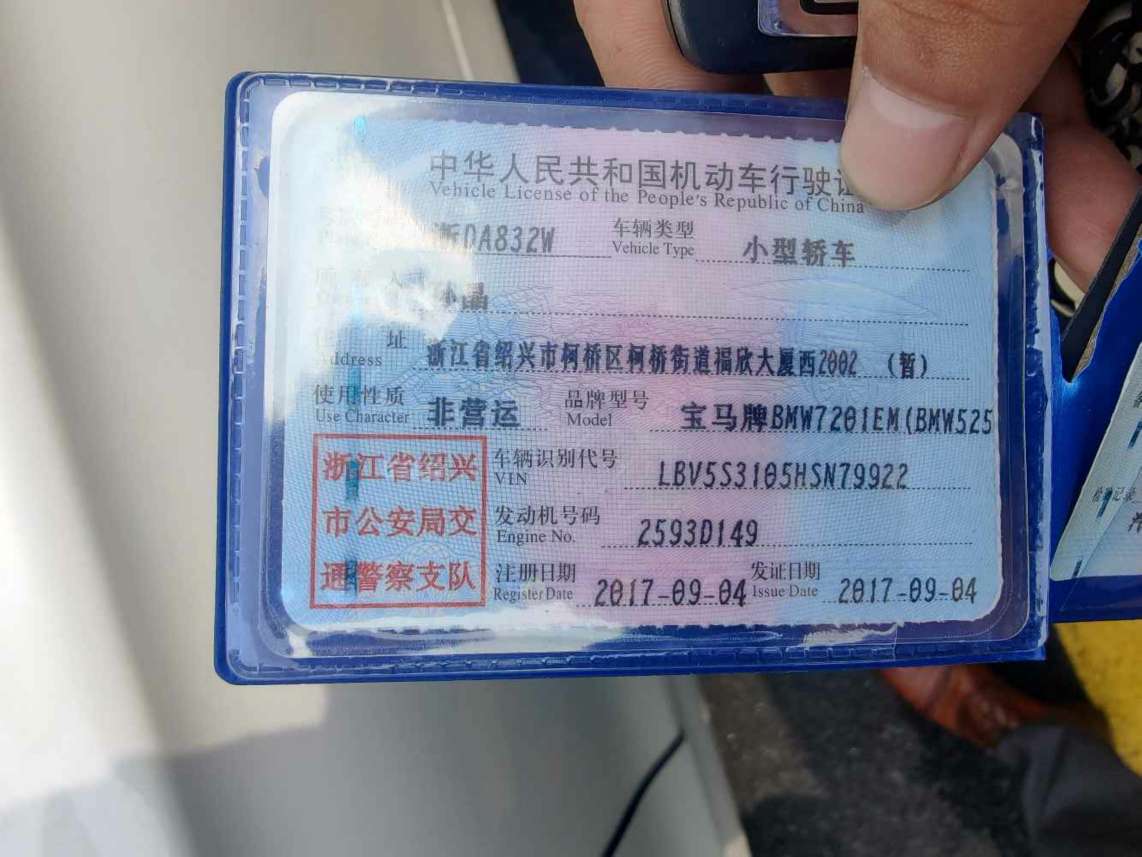 中华人民共和国机动车行驶证
Vehicle License of the People's Republic of China
浙DA832W 车辆类型 Vehicle Type 小型轿车
晶
址 Address 浙江省绍兴市柯桥区柯桥街道福欣大厦西2002 (暂)
使用性质 Use Character 非营运 品牌型号 Model 宝马牌BMW7201EM(BMW525
浙江省绍兴
市公安局交
通警察支队
车辆识别代号 VIN LBV5S3105HSN79922
发动机号码 Engine No. 2593D149
注册日期 Register Date 2017-09-04 发证日期 Issue Date 2017-09-04